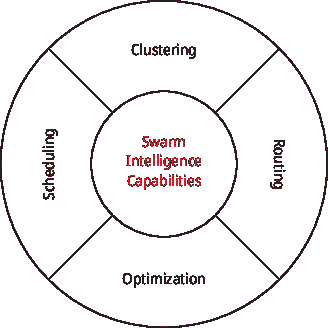 Clustering
Scheduling
Swarm
Intelligence
Capabilities
Routing
Optimization